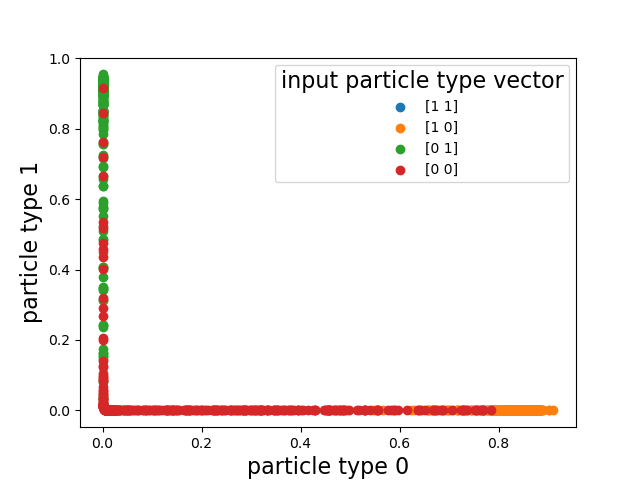 1.0
0.8
0.6
0.4
0.2
0.0
particle type 1
input particle type vector
[1 1]
[1 0]
[0 1]
[0 0]
0.0 0.2 0.4 0.6 0.8
particle type 0